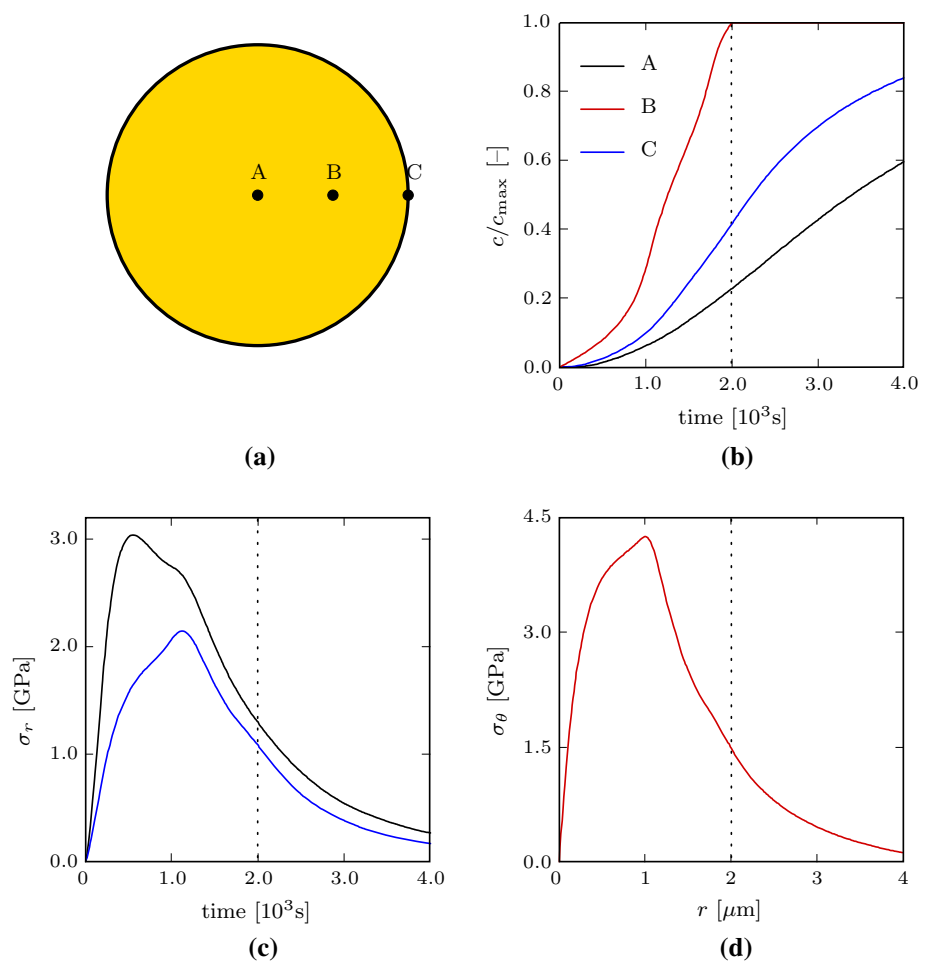 A B C
(a)
1.0
0.8
0.6
0.4
0.2
0.0
c/c_max [–]
A
B
C
0 1.0 2.0 3.0 4.0
time [10³s]
(b)
3.0
2.0
1.0
0.0
σ_r [GPa]
0 1.0 2.0 3.0 4.0
time [10³s]
(c)
4.5
3.0
1.5
0.0
σ_θ [GPa]
0 1 2 3 4
r [μm]
(d)